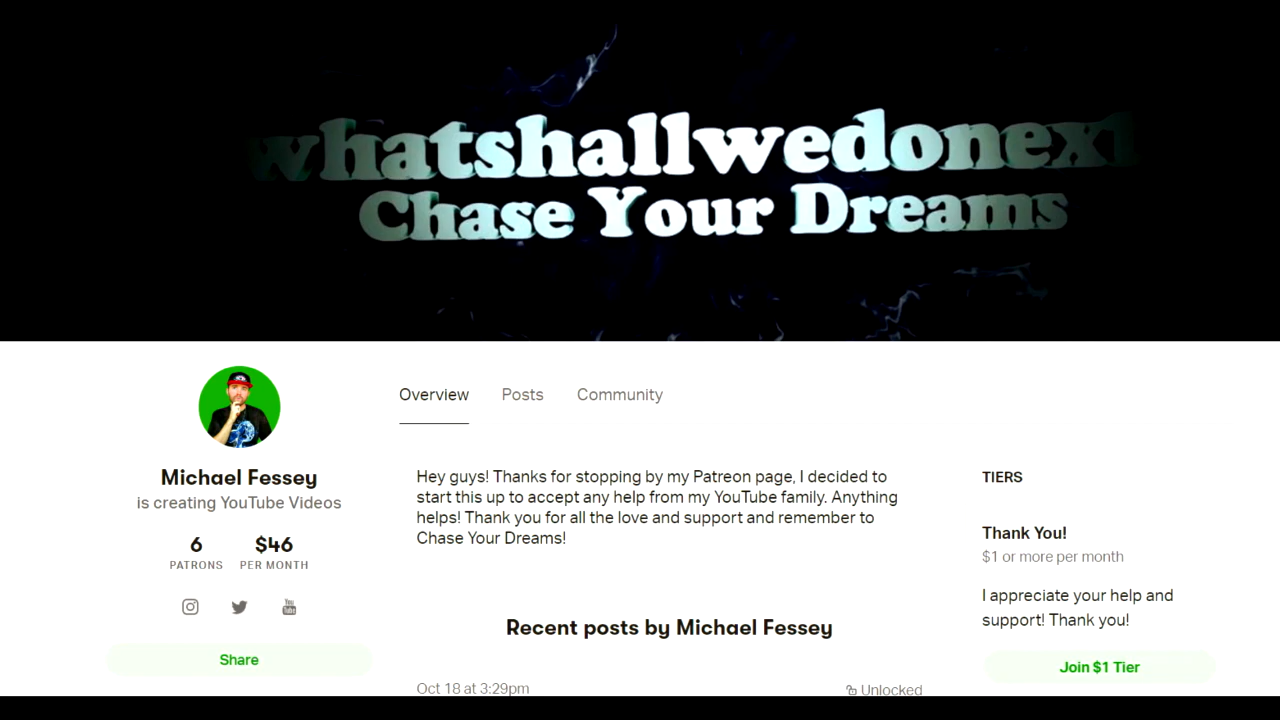 whatshallwedonext
Chase Your Dreams
Overview Posts Community
Michael Fessey
is creating YouTube Videos
6 $46
PATRONS PER MONTH
You
Tube
Share
Hey guys! Thanks for stopping by my Patreon page, I decided to
start this up to accept any help from my YouTube family. Anything
helps! Thank you for all the love and support and remember to
Chase Your Dreams!
Recent posts by Michael Fessey
Oct 18 at 3:29pm Unlocked
TIERS
Thank You!
$1 or more per month
I appreciate your help and
support! Thank you!
Join $1 Tier